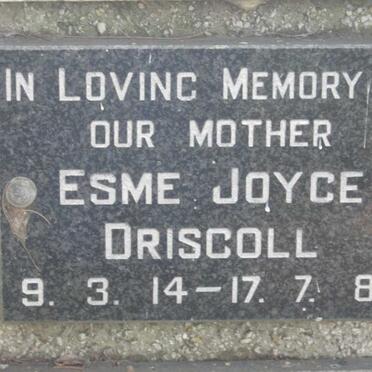 IN LOVING MEMORY
OUR MOTHER
ESME JOYCE
DRISCOLL
9. 3. 14-17. 7. 8